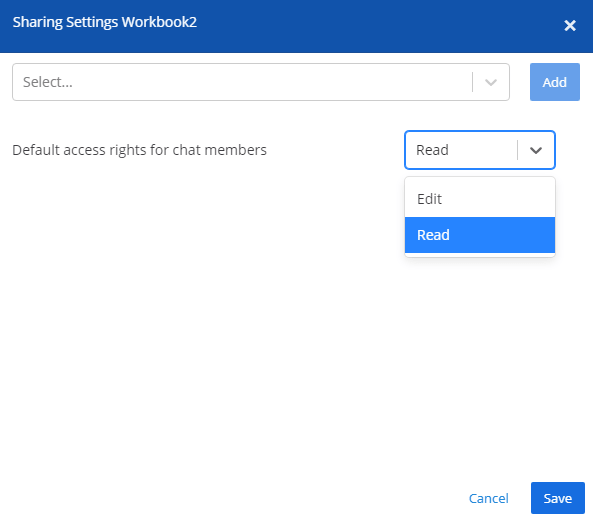 Sharing Settings Workbook2
Select...
Add
Default access rights for chat members
Read
Edit
Read
Cancel
Save